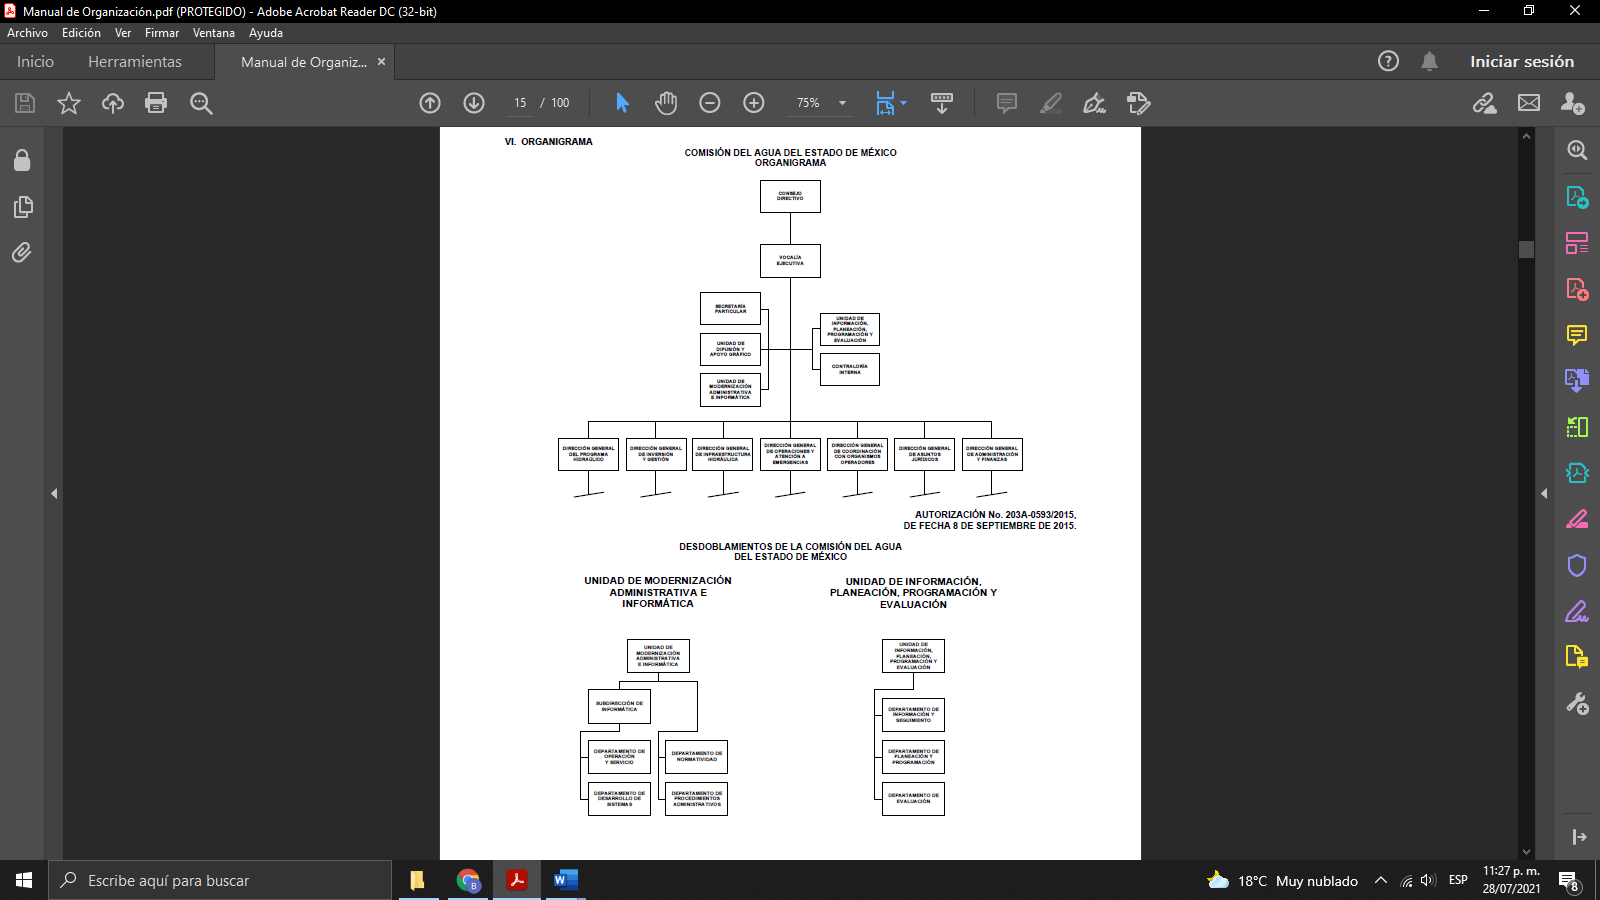 Manual de Organización.pdf (PROTEGIDO) - Adobe Acrobat Reader DC (32-bit)
Archivo Edición Ver Firmar Ventana Ayuda
Inicio Herramientas Manual de Organiz... × Iniciar sesión
15 / 100 75%
VI. ORGANIGRAMA
COMISIÓN DEL AGUA DEL ESTADO DE MÉXICO
ORGANIGRAMA
CONSEJO
DIRECTIVO
VOCALÍA
EJECUTIVA
SECRETARÍA
PARTICULAR
UNIDAD DE
DIFUSIÓN Y
APOYO GRÁFICO
UNIDAD DE
MODERNIZACIÓN
ADMINISTRATIVA
E INFORMÁTICA
UNIDAD DE
INFORMACIÓN,
PLANEACIÓN,
PROGRAMACIÓN Y
EVALUACIÓN
CONTRALORÍA
INTERNA
DIRECCIÓN GENERAL
DEL PROGRAMA
HIDRAÚLICO
DIRECCIÓN GENERAL
DE INVERSIÓN
Y GESTIÓN
DIRECCIÓN GENERAL
DE INFRAESTRUCTURA
HIDRÁULICA
DIRECCIÓN GENERAL
DE OPERACIONES Y
ATENCIÓN A
EMERGENCIAS
DIRECCIÓN GENERAL
DE COORDINACIÓN
CON ORGANISMOS
OPERADORES
DIRECCIÓN GENERAL
DE ASUNTOS
JURÍDICOS
DIRECCIÓN GENERAL
DE ADMINISTRACIÓN
Y FINANZAS
AUTORIZACIÓN No. 203A-0593/2015,
DE FECHA 8 DE SEPTIEMBRE DE 2015.
DESDOBLAMIENTOS DE LA COMISIÓN DEL AGUA
DEL ESTADO DE MÉXICO
UNIDAD DE MODERNIZACIÓN
ADMINISTRATIVA E
INFORMÁTICA
UNIDAD DE INFORMACIÓN,
PLANEACIÓN, PROGRAMACIÓN Y
EVALUACIÓN
UNIDAD DE
MODERNIZACIÓN
ADMINISTRATIVA
E INFORMÁTICA
SUBDIRECCIÓN DE
INFORMÁTICA
DEPARTAMENTO DE
OPERACIÓN
Y SERVICIO
DEPARTAMENTO DE
DESARROLLO DE
SISTEMAS
DEPARTAMENTO DE
NORMATIVIDAD
DEPARTAMENTO DE
PROCEDIMIENTOS
ADMINISTRATIVOS
UNIDAD DE
INFORMACIÓN,
PLANEACIÓN,
PROGRAMACIÓN Y
EVALUACIÓN
DEPARTAMENTO DE
INFORMACIÓN Y
SEGUIMIENTO
DEPARTAMENTO DE
PLANEACIÓN Y
PROGRAMACIÓN
DEPARTAMENTO DE
EVALUACIÓN
Escribe aquí para buscar
B
W
18°C Muy nublado
ESP
11:27 p. m.
28/07/2021
8